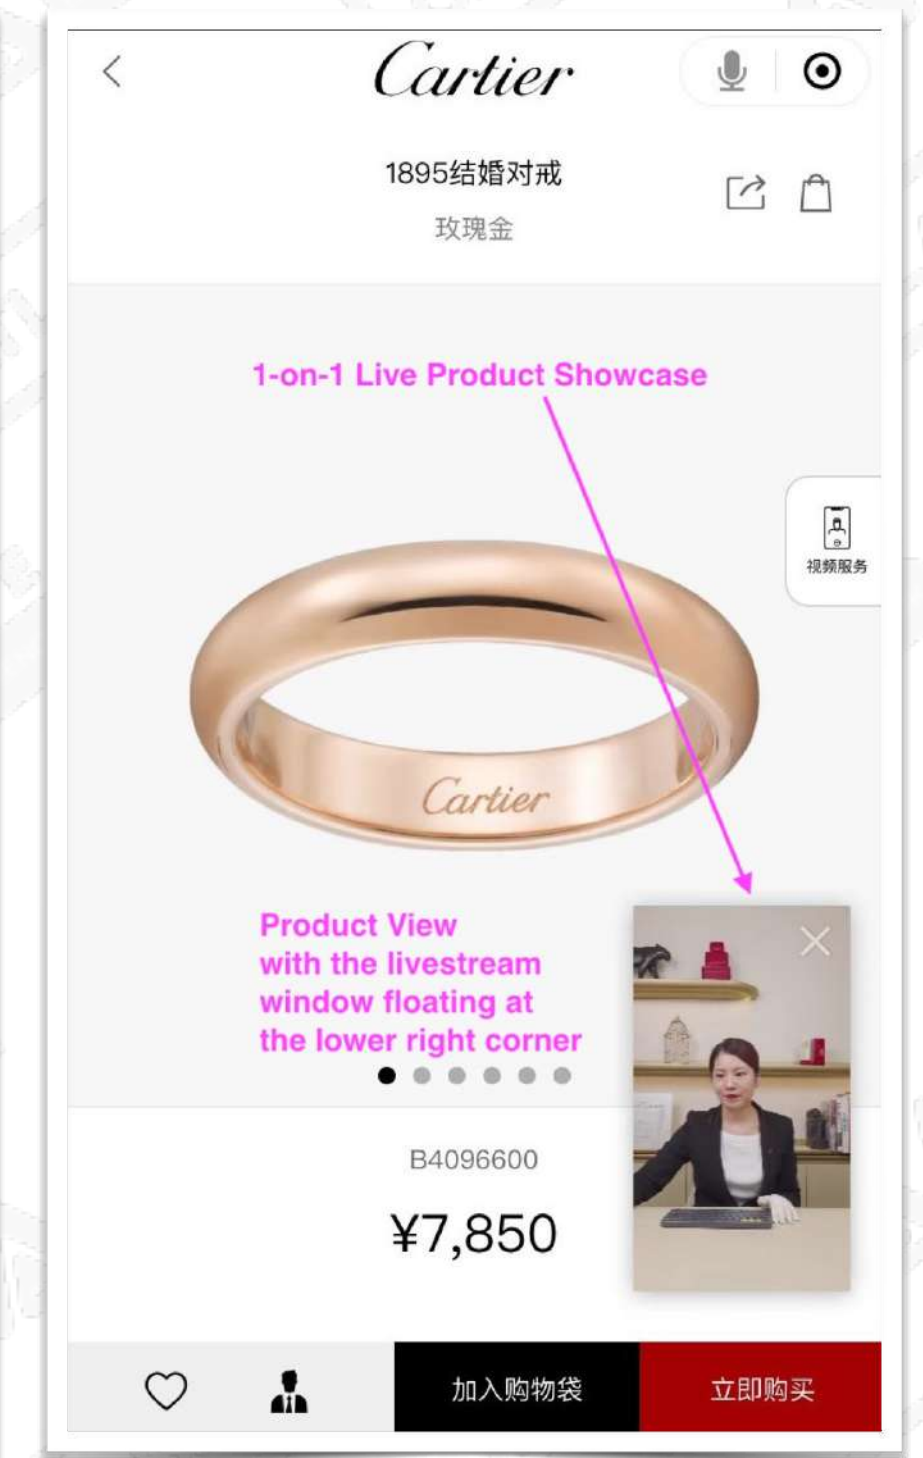 Cartier
1895结婚对戒
玫瑰金
1-on-1 Live Product Showcase
视频服务
Cartier
Product View
with the livestream
window floating at
the lower right corner
B4096600
¥7,850
加入购物袋
立即购买